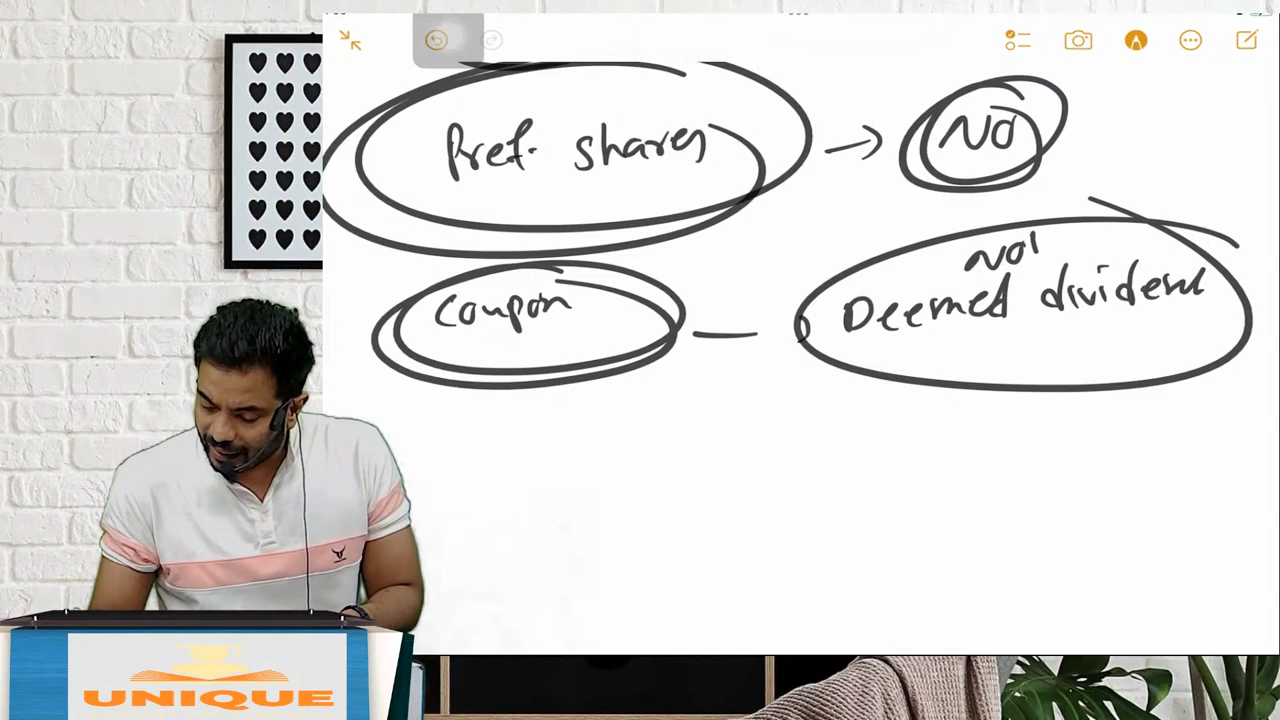 Pref. shares → NO
Not
Coupon — Deemed dividend
UNIQUE